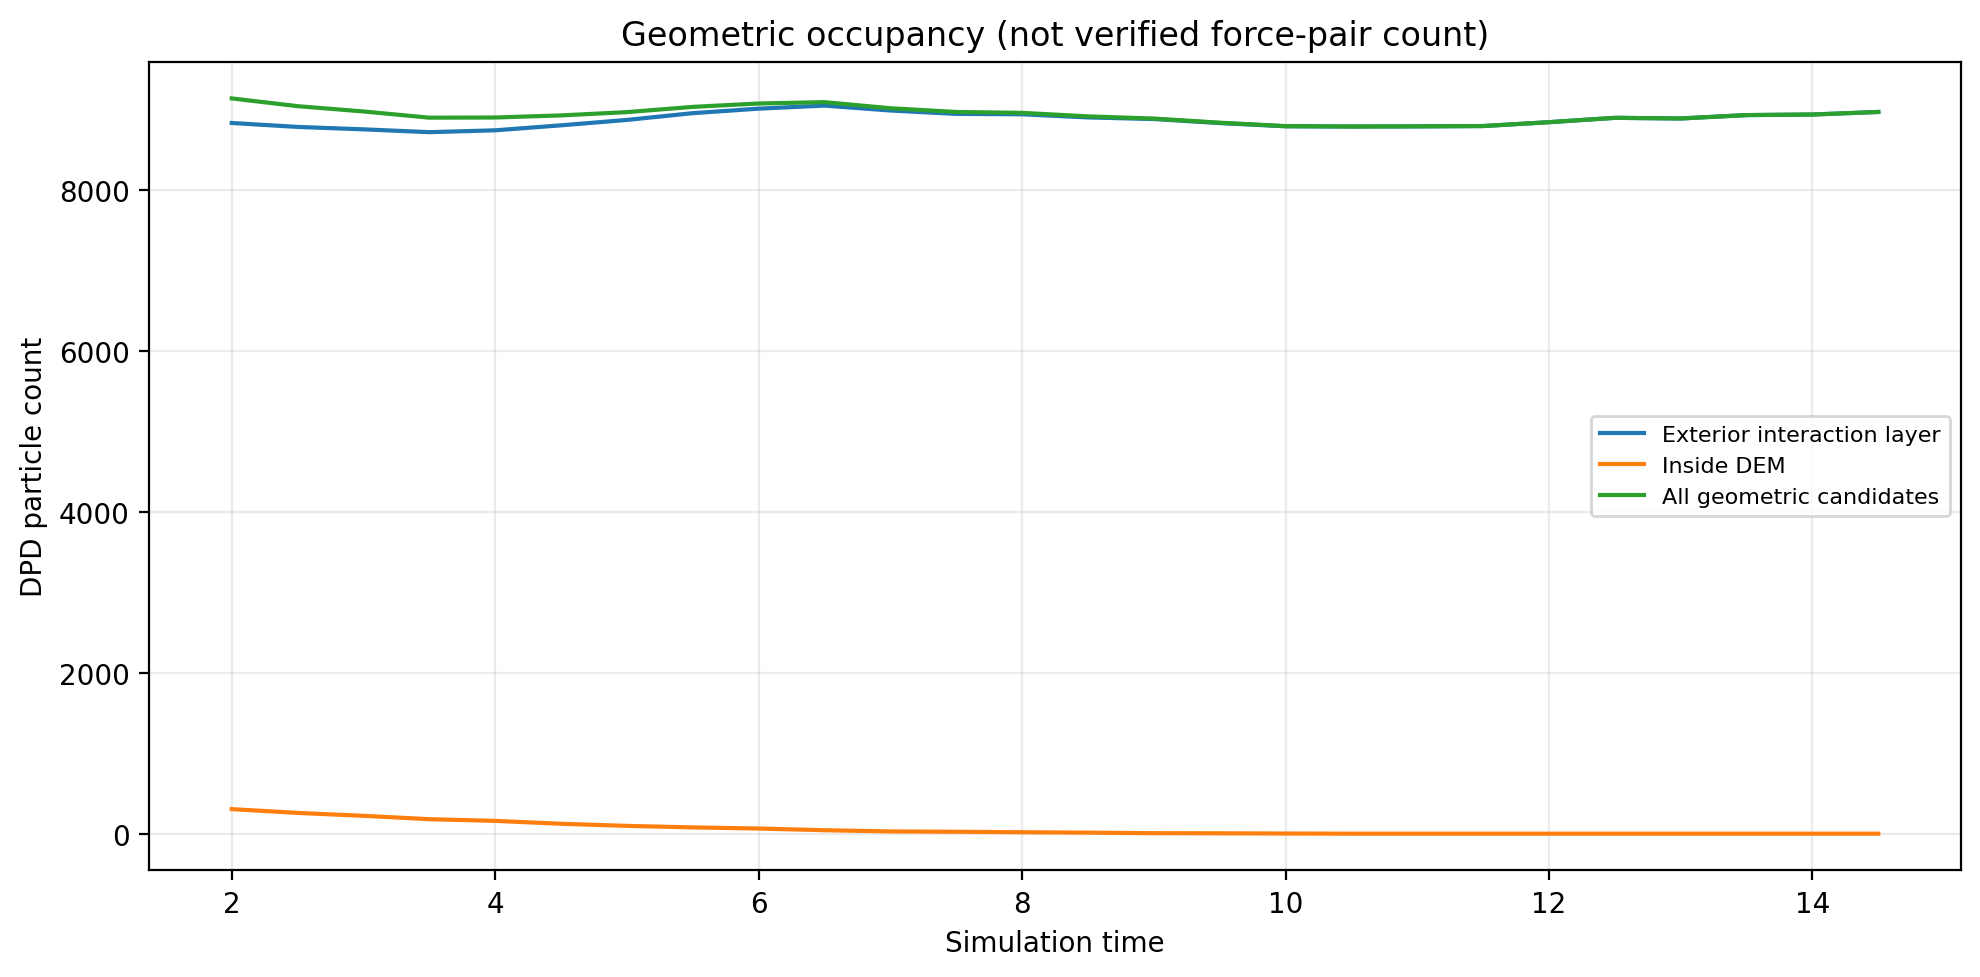 Geometric occupancy (not verified force-pair count)
DPD particle count
8000
6000
4000
2000
0
Exterior interaction layer
Inside DEM
All geometric candidates
2 4 6 8 10 12 14
Simulation time